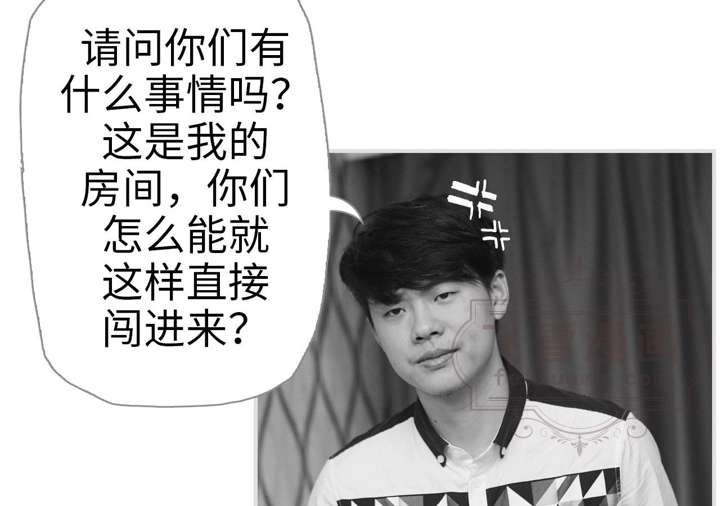 请问你们有
什么事情吗？
这是我的
房间，你们
怎么能就
这样直接
闯进来？